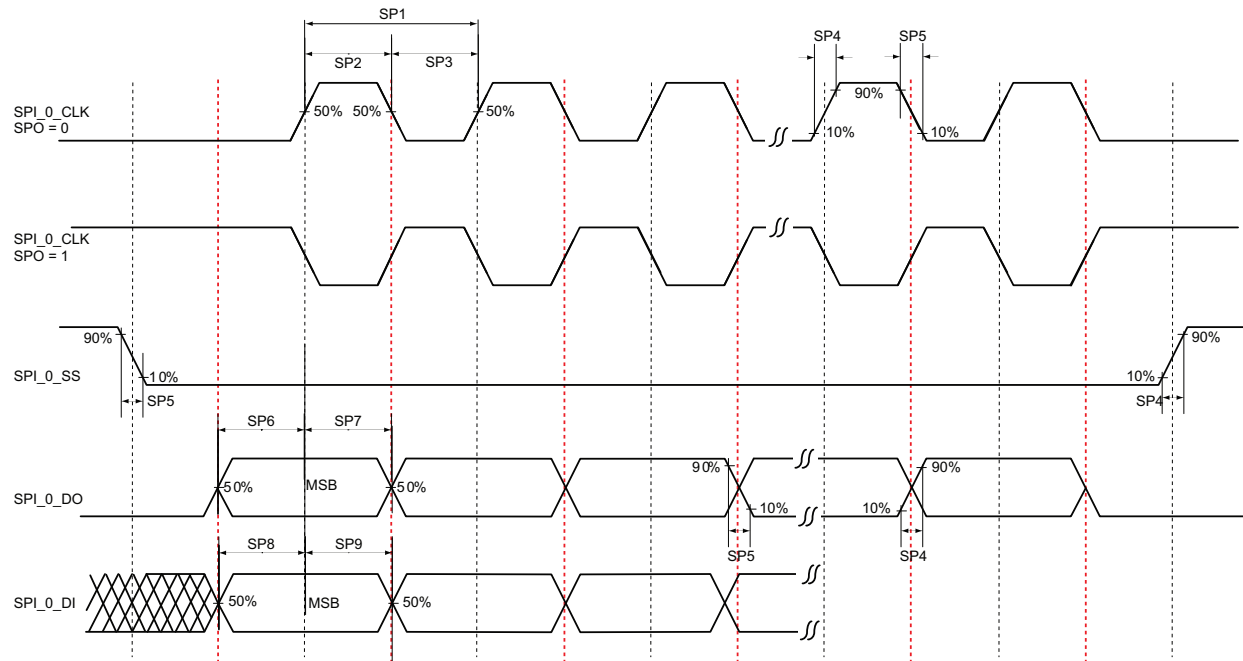 SP1
SP2
SP3
SP4
SP5
SPI_0_CLK
SPO = 0
50%
50%
50%
90%
10%
10%
SPI_0_CLK
SPO = 1
90%
10%
SP5
SPI_0_SS
90%
10%
SP4
SP6
SP7
SPI_0_DO
50%
MSB
50%
90%
10%
SP5
90%
10%
SP4
SP8
SP9
SPI_0_DI
50%
MSB
50%